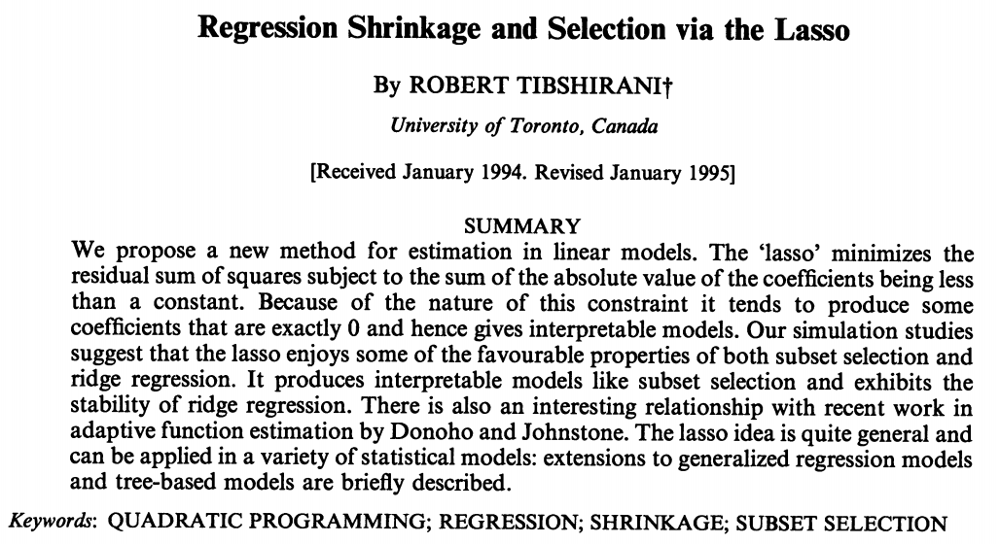 Regression Shrinkage and Selection via the Lasso
By ROBERT TIBSHIRANI†
University of Toronto, Canada
[Received January 1994. Revised January 1995]
SUMMARY
We propose a new method for estimation in linear models. The ‘lasso’ minimizes the
residual sum of squares subject to the sum of the absolute value of the coefficients being less
than a constant. Because of the nature of this constraint it tends to produce some
coefficients that are exactly 0 and hence gives interpretable models. Our simulation studies
suggest that the lasso enjoys some of the favourable properties of both subset selection and
ridge regression. It produces interpretable models like subset selection and exhibits the
stability of ridge regression. There is also an interesting relationship with recent work in
adaptive function estimation by Donoho and Johnstone. The lasso idea is quite general and
can be applied in a variety of statistical models: extensions to generalized regression models
and tree-based models are briefly described.
Keywords: QUADRATIC PROGRAMMING; REGRESSION; SHRINKAGE; SUBSET SELECTION